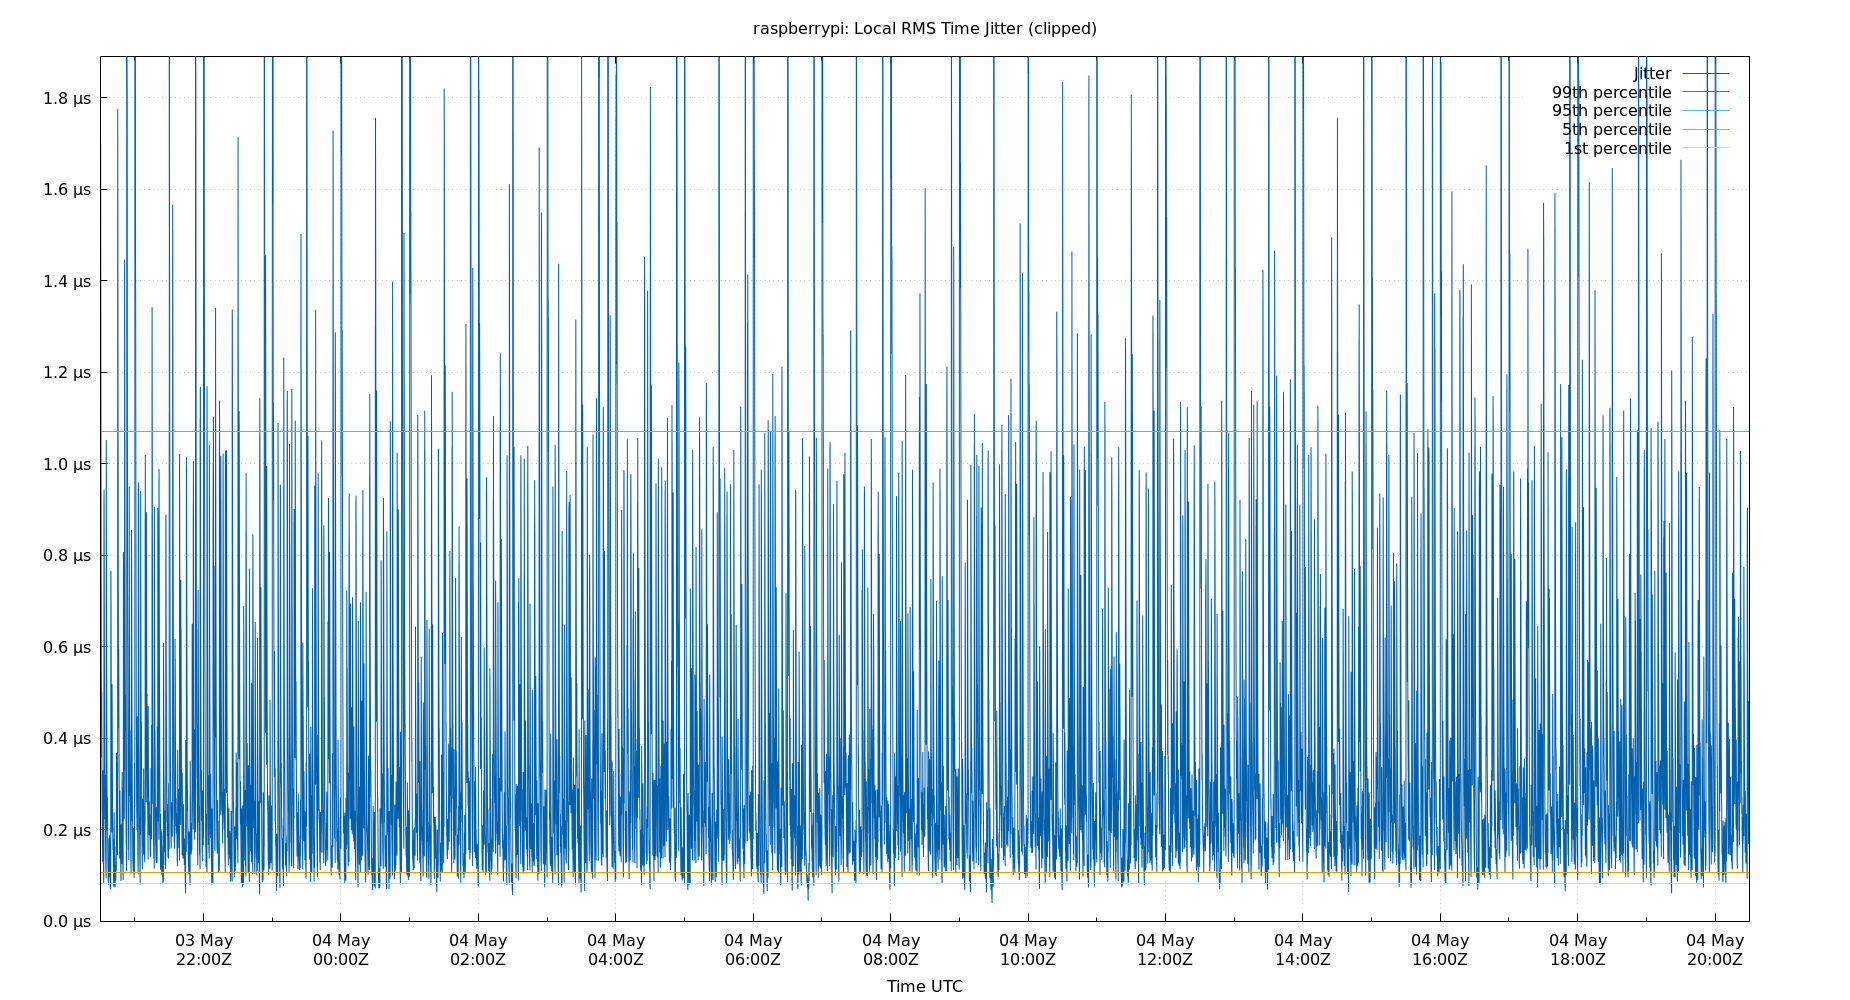 raspberrypi: Local RMS Time Jitter (clipped)
Jitter
99th percentile
95th percentile
5th percentile
1st percentile
1.8 µs
1.6 µs
1.4 µs
1.2 µs
1.0 µs
0.8 µs
0.6 µs
0.4 µs
0.2 µs
0.0 µs
03 May 04 May 04 May 04 May 04 May 04 May 04 May 04 May 04 May 04 May 04 May 04 May
22:00Z 00:00Z 02:00Z 04:00Z 06:00Z 08:00Z 10:00Z 12:00Z 14:00Z 16:00Z 18:00Z 20:00Z
Time UTC